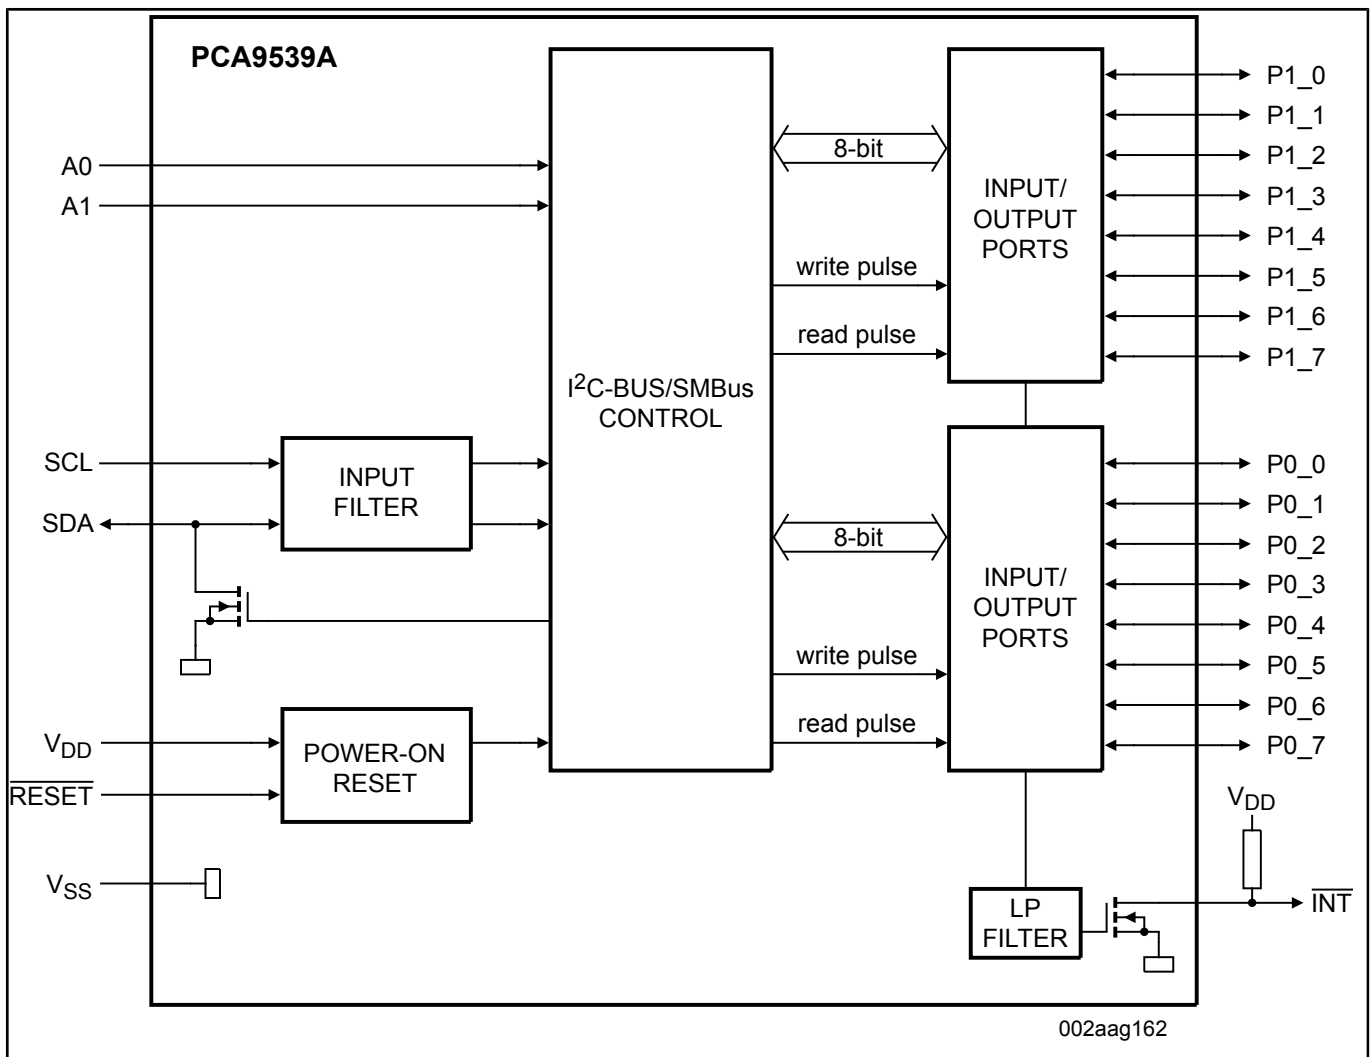 PCA9539A
A0
A1
SCL
SDA
VDD
RESET
VSS
INPUT
FILTER
POWER-ON
RESET
I2C-BUS/SMBus
CONTROL
8-bit
write pulse
read pulse
8-bit
write pulse
read pulse
INPUT/
OUTPUT
PORTS
INPUT/
OUTPUT
PORTS
LP
FILTER
P1_0
P1_1
P1_2
P1_3
P1_4
P1_5
P1_6
P1_7
P0_0
P0_1
P0_2
P0_3
P0_4
P0_5
P0_6
P0_7
VDD
INT
002aag162